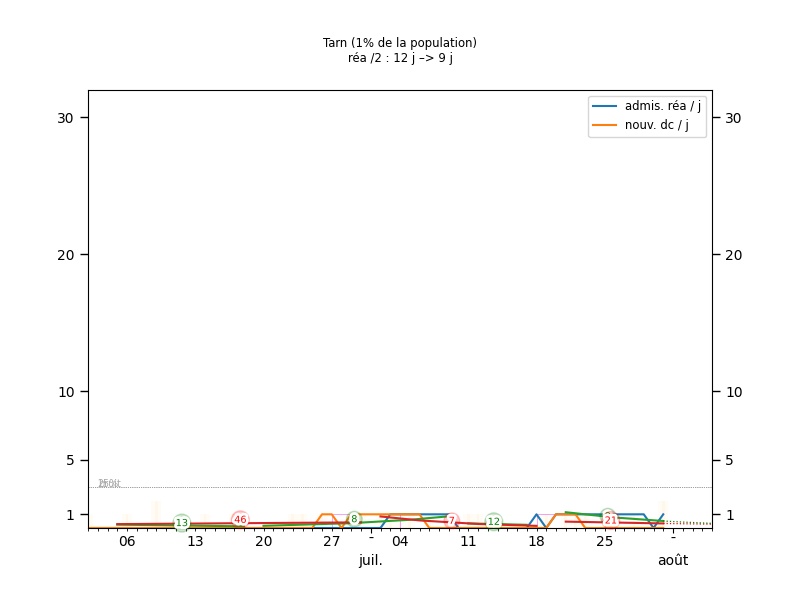 Tarn (1% de la population)
réa /2 : 12 j –> 9 j
admis. réa / j
nouv. dc / j
30 30
20 20
10 10
5 5
1 1
13 46 8 7 12 21
06 13 20 27 - 04 11 18 25 -
juil. août